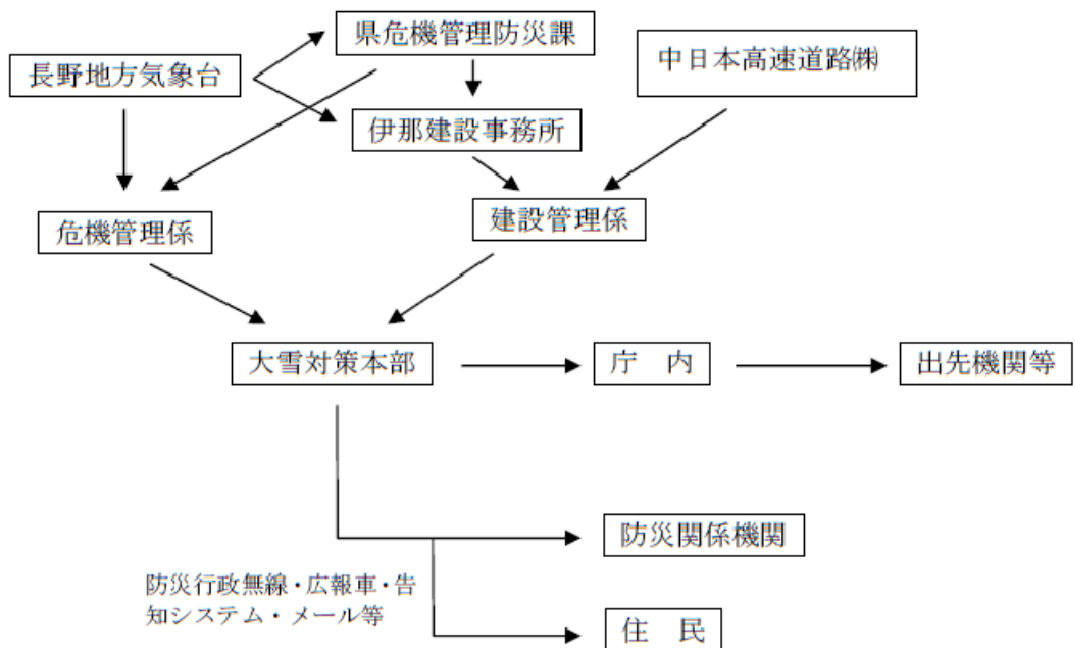 県危機管理防災課
中日本高速道路㈱
長野地方気象台
伊那建設事務所
危機管理係
建設管理係
大雪対策本部
庁　内
出先機関等
防災関係機関
防災行政無線・広報車・告
知システム・メール等
住　民